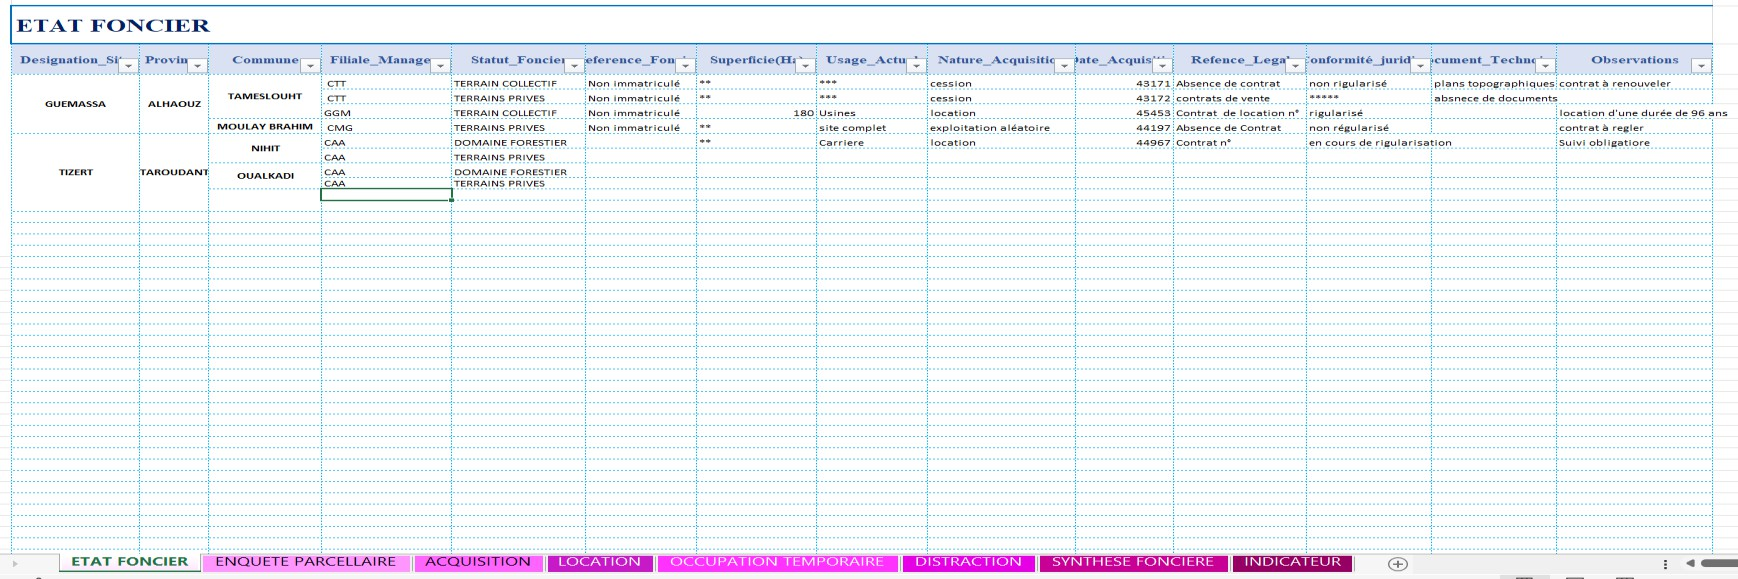 ETAT FONCIER
Designation_Si Provin Commune Filiale_Manage Statut_Foncier eference_Fon Superficie(Ha Usage_Actu Nature_Acquisitio Date_Acquisi Refence_Lega onformité_jurid cument_Techn Observations
GUEMASSA ALHAOUZ TAMESLOUHT CTT TERRAIN COLLECTIF Non immatriculé ** *** cession 43171 Absence de contrat non rigularisé plans topographiques contrat à renouveler
CTT TERRAINS PRIVES Non immatriculé ** *** cession 43172 contrats de vente ***** absnece de documents
GGM TERRAIN COLLECTIF Non immatriculé 180 Usines location 45453 Contrat de location n° rigularisé location d'une durée de 96 ans
MOULAY BRAHIM CMG TERRAINS PRIVES Non immatriculé ** site complet exploitation aléatoire 44197 Absence de Contrat non régularisé contrat à regler
TIZERT TAROUDANT NIHIT CAA DOMAINE FORESTIER ** Carriere location 44967 Contrat n° en cours de rigularisation Suivi obligatiore
CAA TERRAINS PRIVES
OUALKADI CAA DOMAINE FORESTIER
CAA TERRAINS PRIVES
ETAT FONCIER ENQUETE PARCELLAIRE ACQUISITION LOCATION OCCUPATION TEMPORAIRE DISTRACTION SYNTHESE FONCIERE INDICATEUR